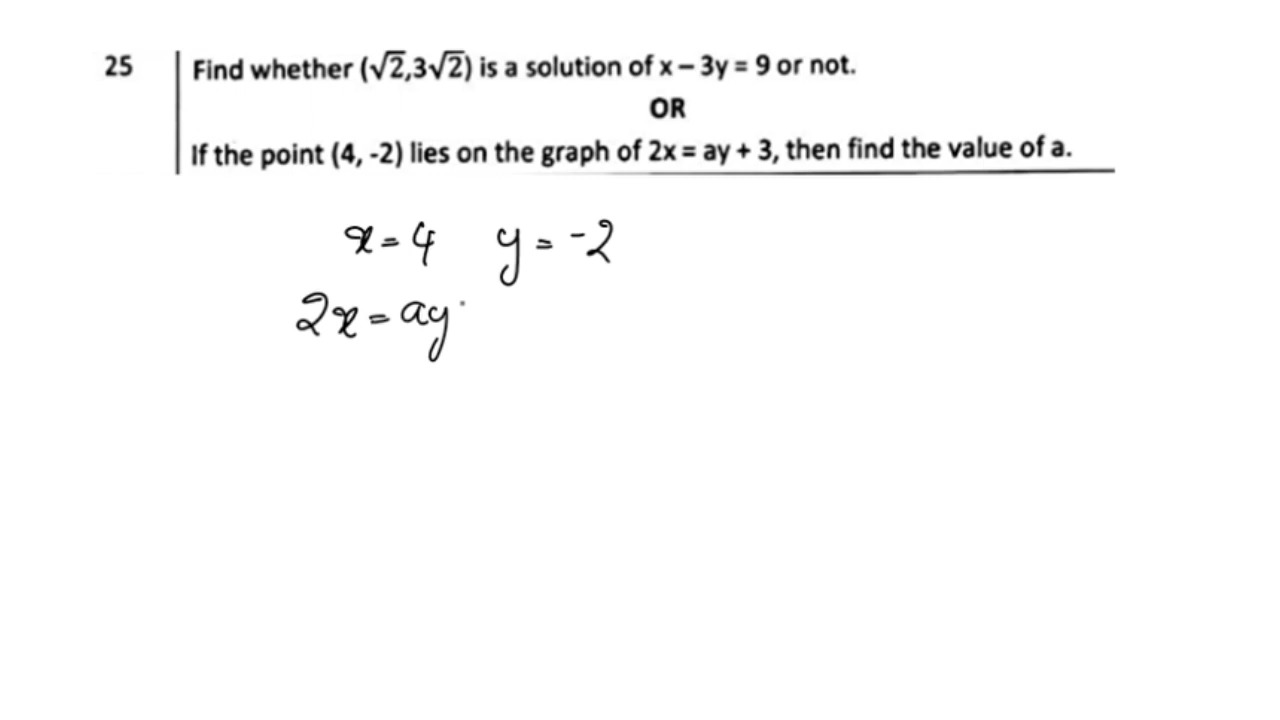 25 Find whether (√2,3√2) is a solution of x – 3y = 9 or not.
OR
If the point (4, -2) lies on the graph of 2x = ay + 3, then find the value of a.
x = 4 y = -2
2x = ay